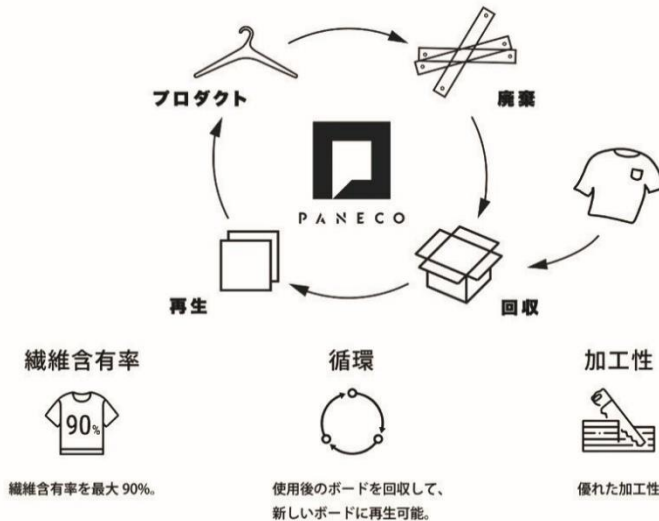 プロダクト
廃棄
PANECO
再生
回収
繊維含有率
循環
加工性
90%
繊維含有率を最大 90%。
使用後のボードを回収して、
新しいボードに再生可能。
優れた加工性